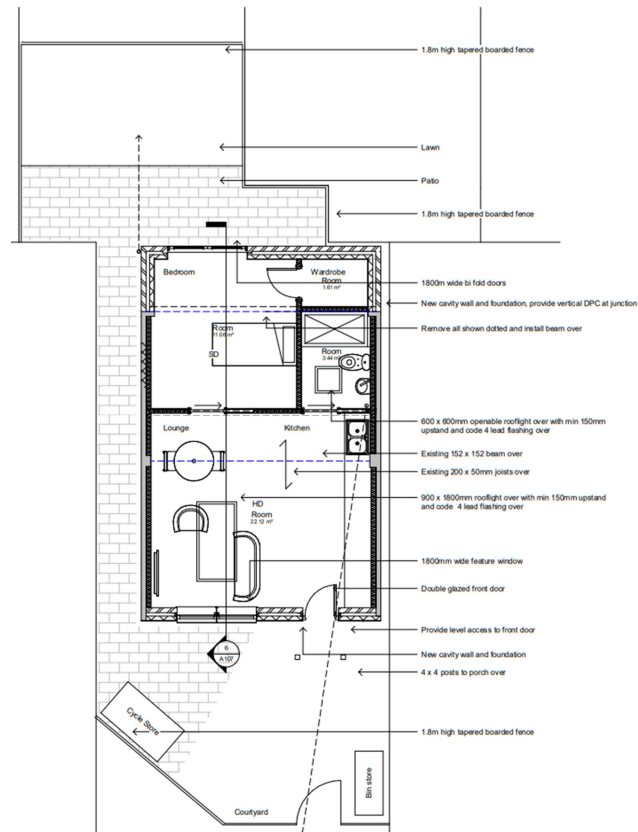 1.8m high tapered boarded fence
Lawn
Patio
1.8m high tapered boarded fence
Bedroom
Wardrobe
Room
1.61 m²
1800m wide bi fold doors
New cavity wall and foundation, provide vertical DPC at junction
Remove all shown dotted and install beam over
Room
SD
Room
3.44 m²
600 x 600mm openable rooflight over with min 150mm
upstand and code 4 lead flashing over
Lounge
Kitchen
Existing 152 x 152 beam over
Existing 200 x 50mm joists over
900 x 1800mm rooflight over with min 150mm upstand
and code 4 lead flashing over
HD
Room
22.12 m²
1800mm wide feature window
Double glazed front door
Provide level access to front door
6
A107
New cavity wall and foundation
4 x 4 posts to porch over
Cycle Store
1.8m high tapered boarded fence
Bin store
Courtyard